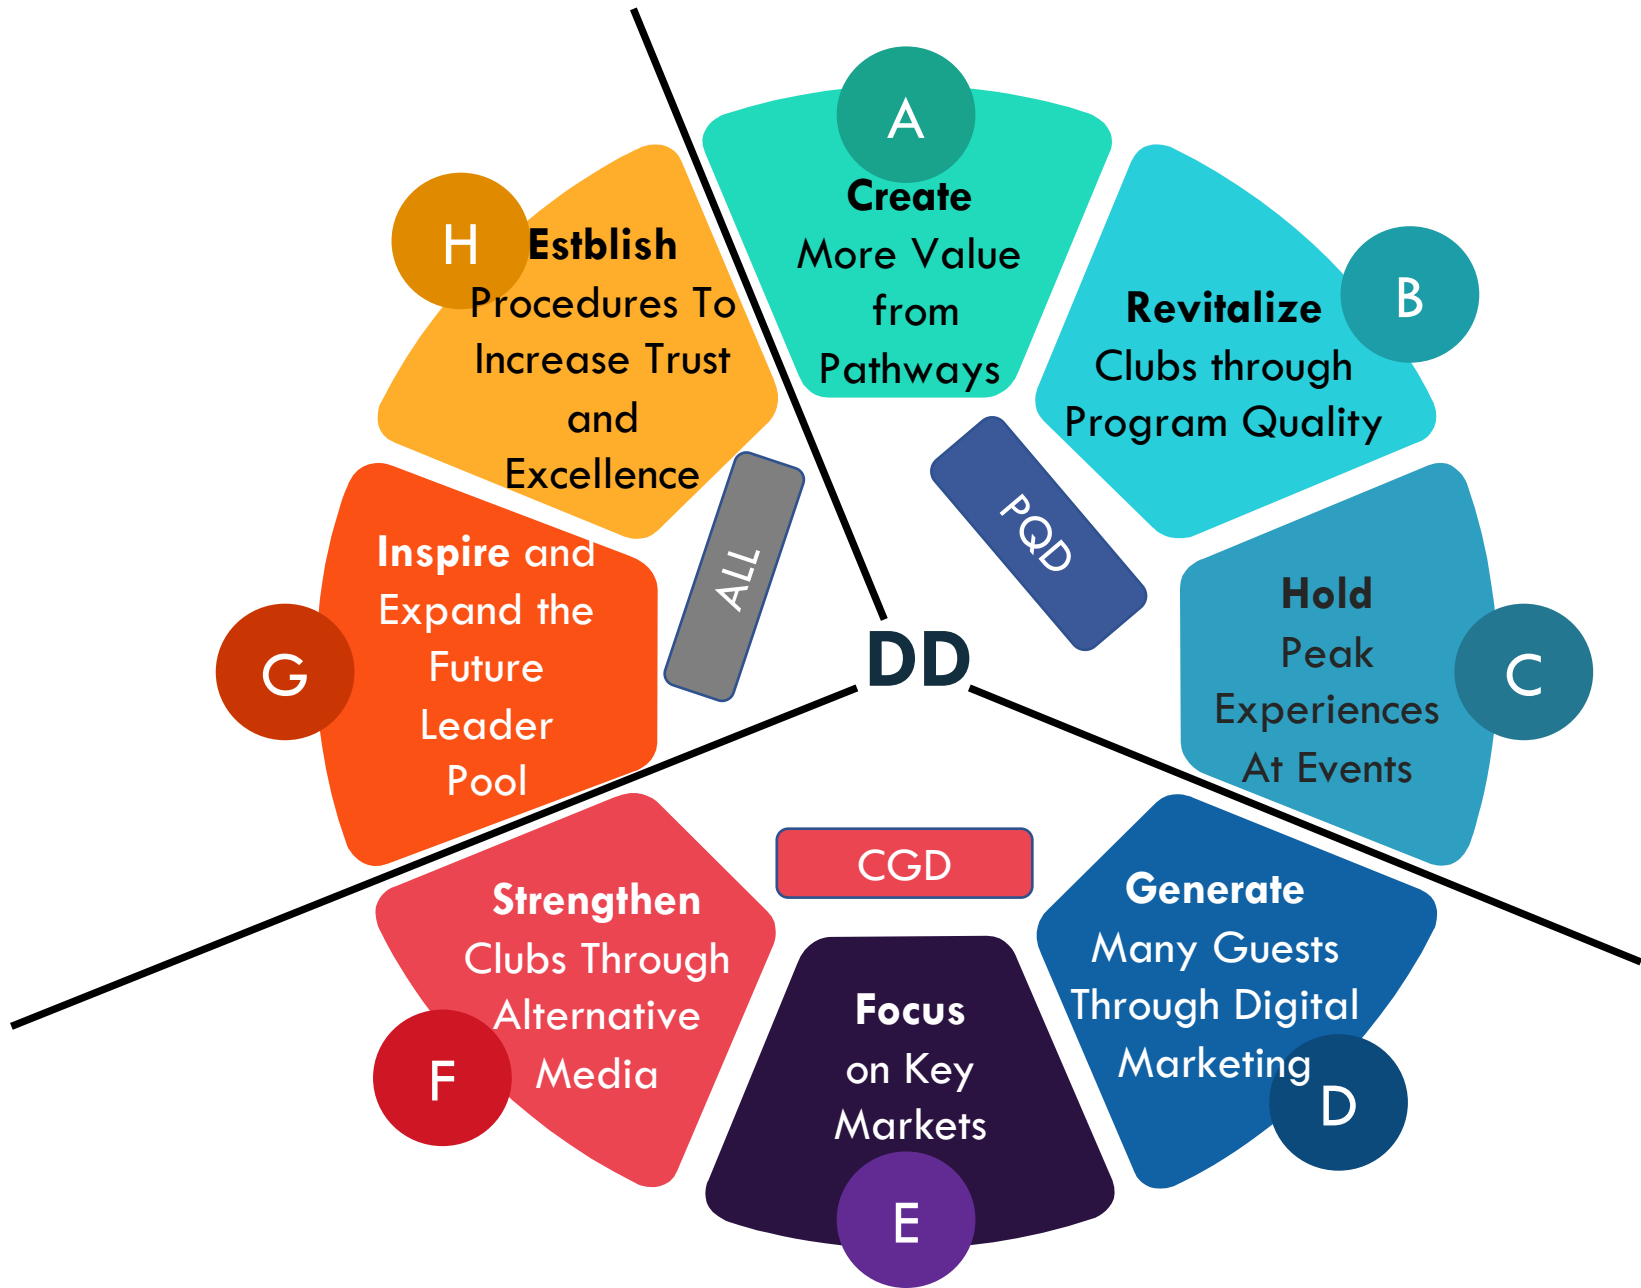 A
Create
More Value
from
Pathways
B
Revitalize
Clubs through
Program Quality
C
Hold
Peak
Experiences
At Events
D
Generate
Many Guests
Through Digital
Marketing
E
Focus
on Key
Markets
F
Strengthen
Clubs Through
Alternative
Media
G
Inspire and
Expand the
Future
Leader
Pool
H
Estblish
Procedures To
Increase Trust
and
Excellence
ALL
PQD
DD
CGD